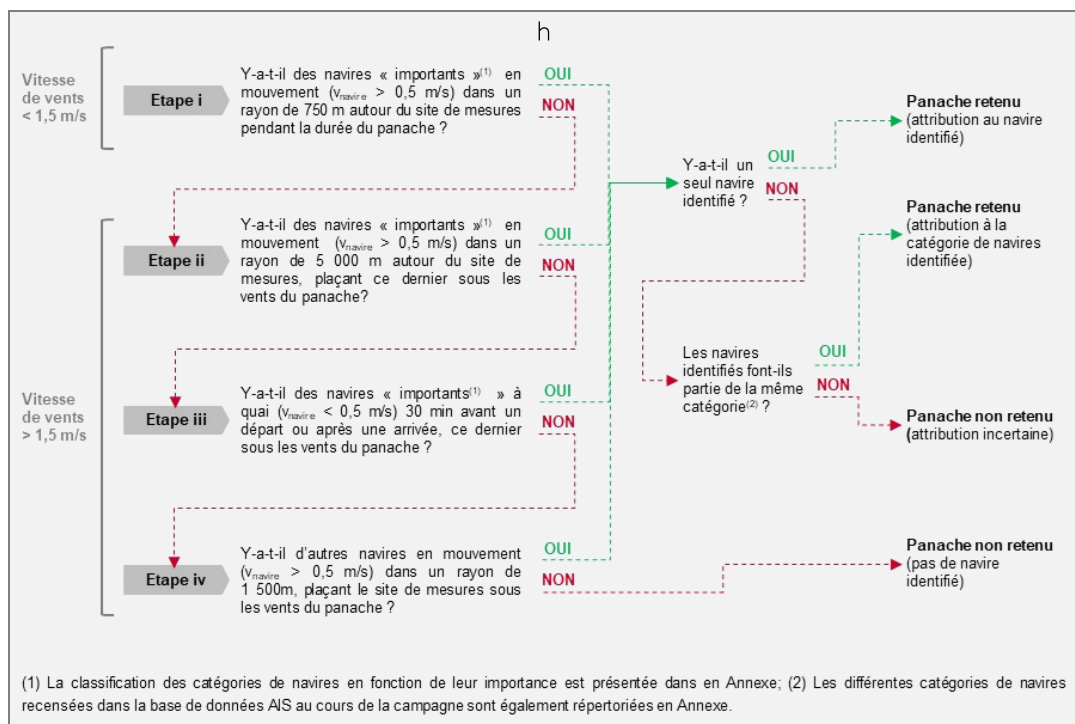 h
Vitesse
de vents
< 1,5 m/s
Etape i
Y-a-t-il des navires « importants »(1) en
mouvement (vnavire > 0,5 m/s) dans un
rayon de 750 m autour du site de mesures
pendant la durée du panache ?
OUI
NON
Vitesse
de vents
> 1,5 m/s
Etape ii
Y-a-t-il des navires « importants »(1) en
mouvement (vnavire > 0,5 m/s) dans un
rayon de 5 000 m autour du site de
mesures, plaçant ce dernier sous les
vents du panache?
OUI
NON
Etape iii
Y-a-t-il des navires « importants(1) » à
quai (vnavire < 0,5 m/s) 30 min avant un
départ ou après une arrivée, ce dernier
sous les vents du panache ?
OUI
NON
Etape iv
Y-a-t-il d'autres navires en mouvement
(vnavire > 0,5 m/s) dans un rayon de
1 500m, plaçant le site de mesures sous
les vents du panache ?
OUI
NON
Y-a-t-il un
seul navire
identifié ?
OUI
NON
Les navires
identifiés font-ils
partie de la même
catégorie(2) ?
OUI
NON
Panache retenu
(attribution au navire
identifié)
Panache retenu
(attribution à la
catégorie de navires
identifiée)
Panache non retenu
(attribution incertaine)
Panache non retenu
(pas de navire
identifié)
(1) La classification des catégories de navires en fonction de leur importance est présentée dans en Annexe; (2) Les différentes catégories de navires
recensées dans la base de données AIS au cours de la campagne sont également répertoriées en Annexe.